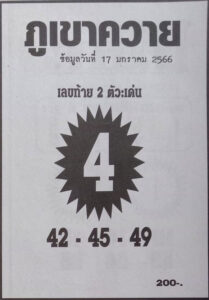 ภูเขาควาย
ข้อมูลวันที่ 17 มกราคม 2566
เลขท้าย 2 ตัวะเด่น
4
42 - 45 - 49
200-.